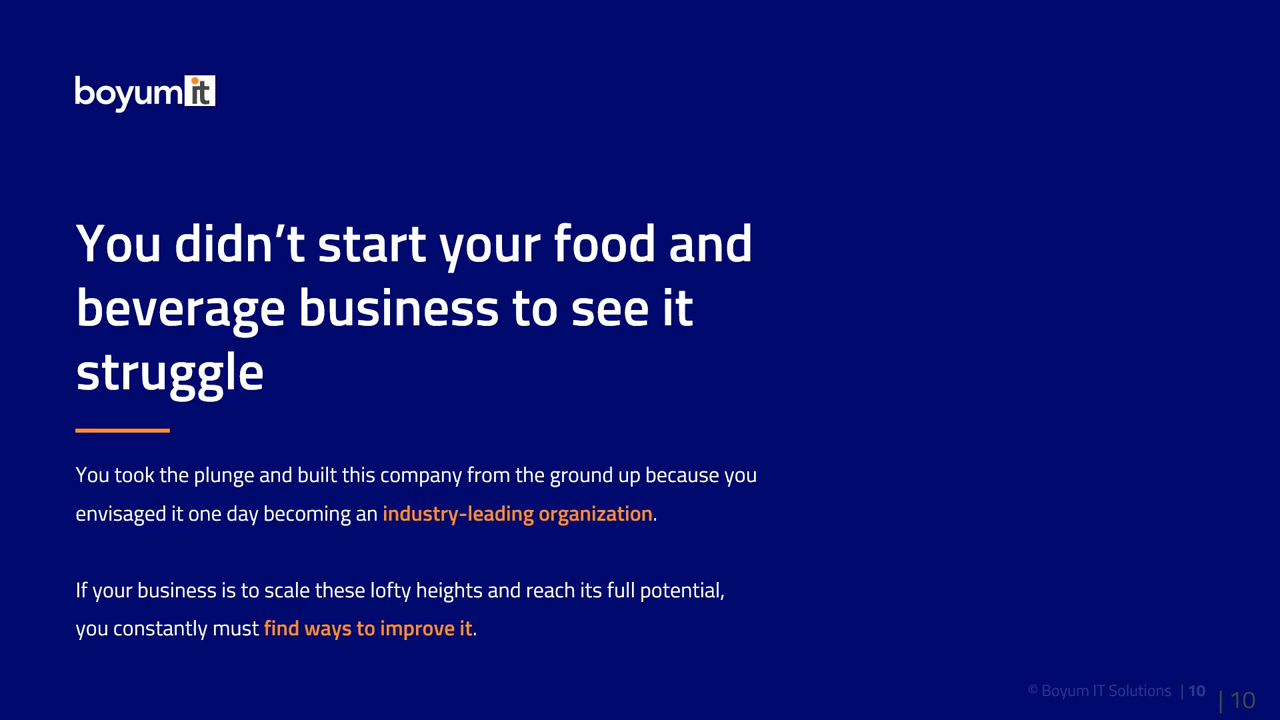 boyumit
You didn’t start your food and
beverage business to see it
struggle
You took the plunge and built this company from the ground up because you
envisaged it one day becoming an industry-leading organization.
If your business is to scale these lofty heights and reach its full potential,
you constantly must find ways to improve it.
© Boyum IT Solutions | 10
| 10